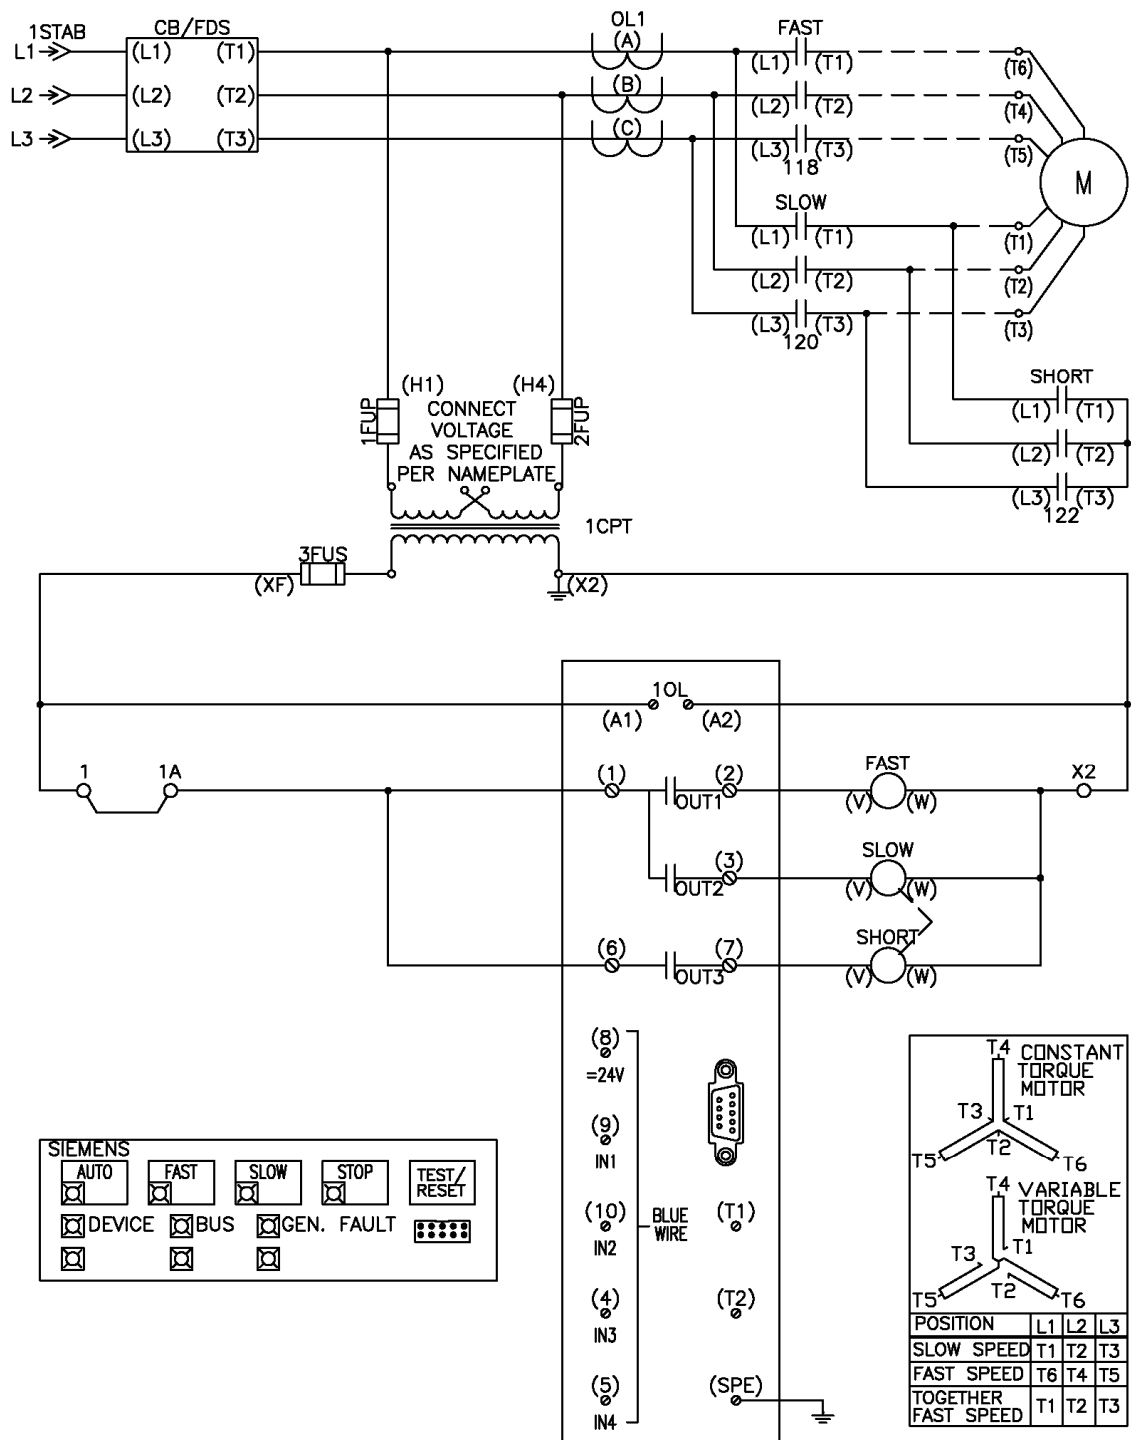 1STAB
CB/FDS
OL1
FAST
L1 (L1) (T1) (A) (L1) (T1) (T6)
L2 (L2) (T2) (B) (L2) (T2) (T4)
L3 (L3) (T3) (C) (L3) (T3) (T5)
118
M
SLOW
(L1) (T1) (T1)
(L2) (T2) (T2)
(L3) (T3) (T3)
120
SHORT
(L1) (T1)
(L2) (T2)
(L3) (T3)
122
(H1) (H4)
1FUP
2FUP
CONNECT
VOLTAGE
AS SPECIFIED
PER NAMEPLATE
1CPT
3FUS
(XF) (X2)
1OL
(A1) (A2)
1 1A (1) (2) FAST X2
OUT1 (V) (W)
(3) SLOW
OUT2 (V) (W)
(6) (7) SHORT
OUT3 (V) (W)
(8)
=24V
(9)
IN1
(10)
IN2
BLUE
WIRE
(T1)
(4)
IN3
(T2)
(5)
IN4
(SPE)
SIEMENS
AUTO FAST SLOW STOP TEST/
RESET
DEVICE BUS GEN. FAULT
T4 CONSTANT
TORQUE
MOTOR
T3 T1
T2
T5 T6
T4 VARIABLE
TORQUE
MOTOR
T3 T1
T2
T5 T6
POSITION L1 L2 L3
SLOW SPEED T1 T2 T3
FAST SPEED T6 T4 T5
TOGETHER
FAST SPEED T1 T2 T3